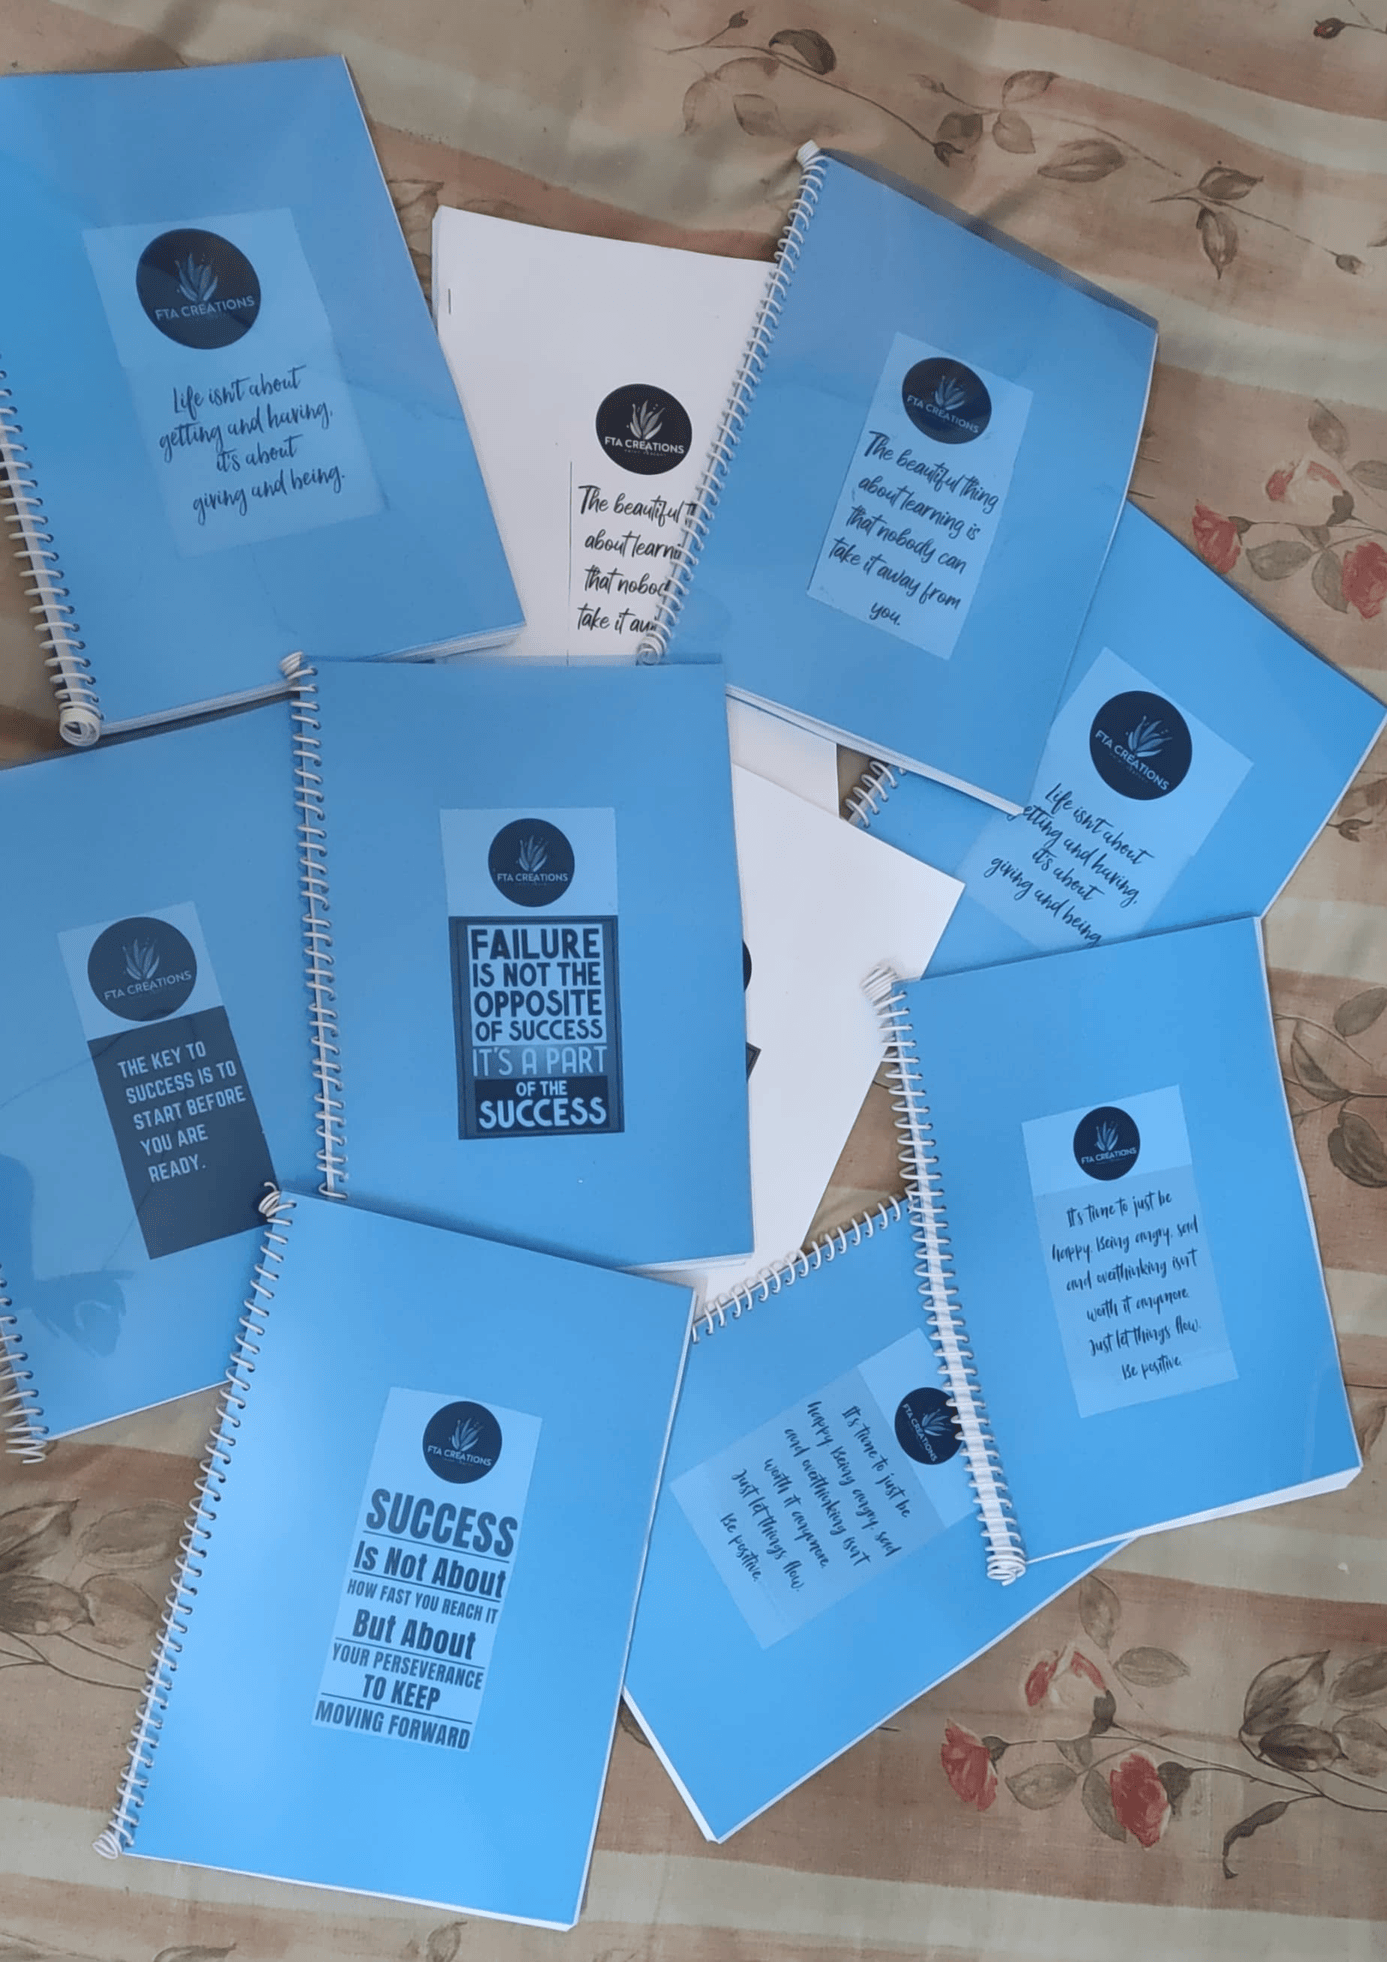 FTA CREATIONS
Life isn't about
getting and having,
it's about
giving and being.
FTA CREATIONS
The beautiful
about learni
that nobod
take it aw
FTA CREATIONS
The beautiful thing
about learning is
that nobody can
take it away from
you.
FTA CREATIONS
Life isn't about
etting and having,
it's about
giving and being
FTA CREATIONS
THE KEY TO
SUCCESS IS TO
START BEFORE
YOU ARE
READY.
FTA CREATIONS
FAILURE
IS NOT THE
OPPOSITE
OF SUCCESS
IT'S A PART
OF THE
SUCCESS
FTA CREATIONS
It's time to just be
happy. Being angry, sad
and overthinking isn't
worth it anymore.
Just let things flow.
Be positive.
FTA CREATIONS
SUCCESS
Is Not About
HOW FAST YOU REACH IT
But About
YOUR PERSEVERANCE
TO KEEP
MOVING FORWARD
FTA CREATIONS
It's time to just be
happy. Being angry, sad
and overthinking isn't
worth it anymore.
Just let things flow.
Be positive.